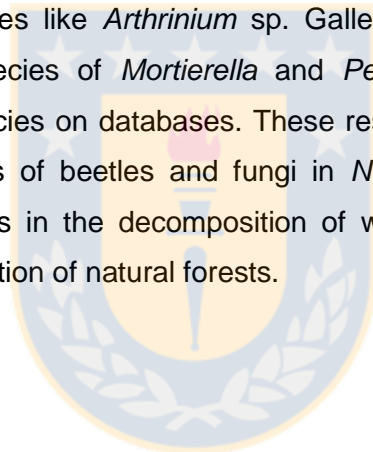 es like Arthrinium sp. Galle
ecies of Mortierella and Pe
cies on databases. These res
s of beetles and fungi in N
s in the decomposition of w
tion of natural forests.